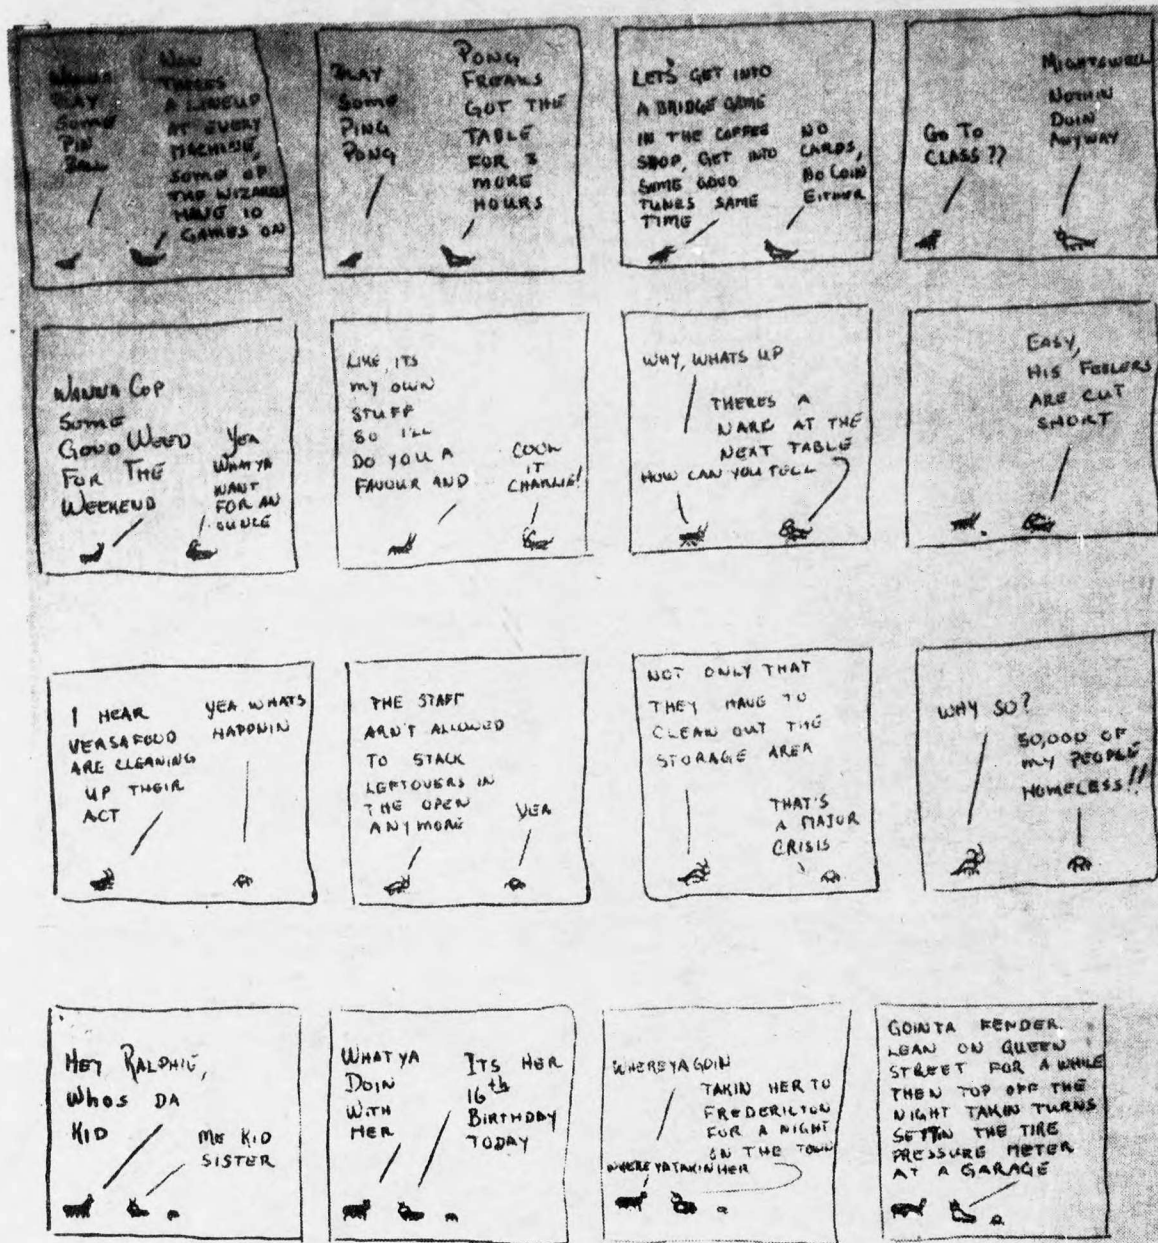 WANNA
PLAY
SOME
PIN
BALL
NAW
THERES
A LINEUP
AT EVERY
MACHINE,
SOME OF
THE WIZARDS
HAVE 10
GAMES ON
PLAY
SOME
PING
PONG
PONG
FREAKS
GOT THE
TABLE
FOR 3
MORE
HOURS
LET'S GET INTO
A BRIDGE GAME
IN THE COFFEE
SHOP, GET INTO
SOME GOOD
TUNES SAME
TIME
NO
CARDS,
NO COIN
EITHER
GO TO
CLASS??
MIGHTSWELL
NOTHIN
DOIN
ANYWAY
WANNA COP
SOME
GOOD WEED
FOR THE
WEEKEND
YEA
WHAT YA
WANT
FOR AN
OUNCE
LIKE, ITS
MY OWN
STUFF
SO I'LL
DO YOU A
FAVOUR AND
COOL
IT
CHARLIE!
WHY, WHATS UP
THERES A
NARC AT THE
NEXT TABLE
HOW CAN YOU TELL
EASY,
HIS FEELERS
ARE CUT
SHORT
I HEAR
VERSAFOOD
ARE CLEANING
UP THEIR
ACT
YEA WHATS
HAPPNIN
THE STAFF
ARN'T ALLOWED
TO STACK
LEFTOVERS IN
THE OPEN
ANYMORE
YEA
NOT ONLY THAT
THEY HAVE TO
CLEAN OUT THE
STORAGE AREA
THAT'S
A MAJOR
CRISIS
WHY SO?
50,000 OF
MY PEOPLE
HOMELESS!!
HEY RALPHIE,
WHOS DA
KID
ME KID
SISTER
WHAT YA
DOIN
WITH
HER
ITS HER
16th
BIRTHDAY
TODAY
WHERE YA GOIN
TAKIN HER TO
FREDERICTON
FOR A NIGHT
ON THE TOWN
WHERE YA TAKIN HER
GOINTA FENDER
LEAN ON QUEEN
STREET FOR A WHILE
THEN TOP OFF THE
NIGHT TAKIN TURNS
SETTIN THE TIRE
PRESSURE METER
AT A GARAGE